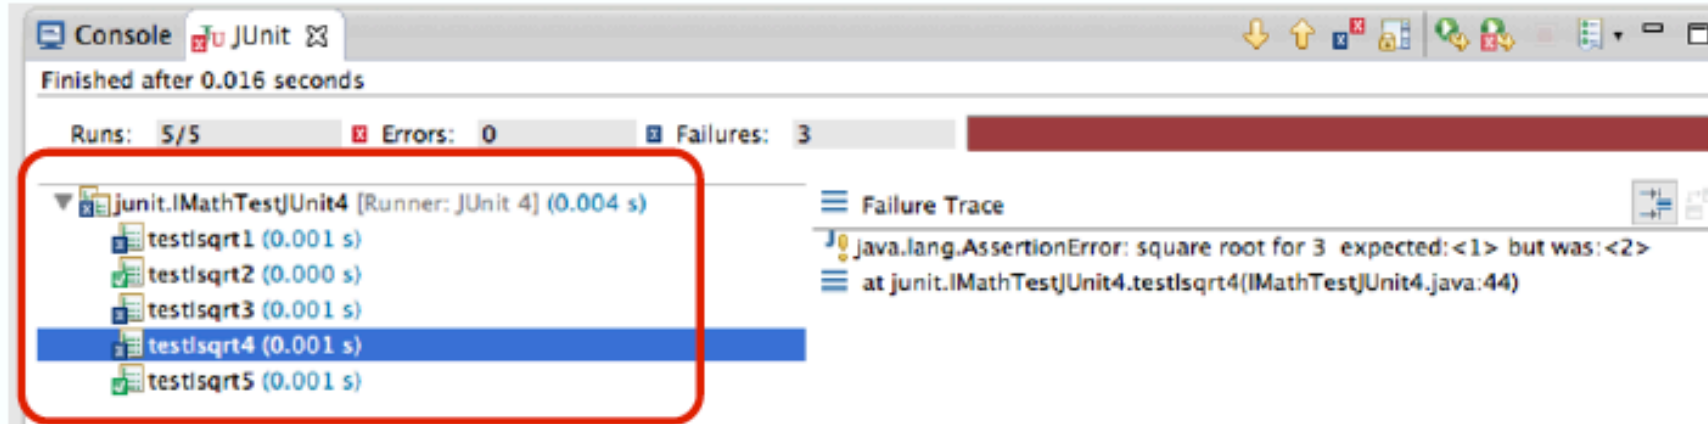 Console JUnit
Finished after 0.016 seconds
Runs: 5/5 Errors: 0 Failures: 3
junit.IMathTestJUnit4 [Runner: JUnit 4] (0.004 s)
testIsqrt1 (0.001 s)
testIsqrt2 (0.000 s)
testIsqrt3 (0.001 s)
testIsqrt4 (0.001 s)
testIsqrt5 (0.001 s)
Failure Trace
java.lang.AssertionError: square root for 3 expected:<1> but was:<2>
at junit.IMathTestJUnit4.testIsqrt4(IMathTestJUnit4.java:44)